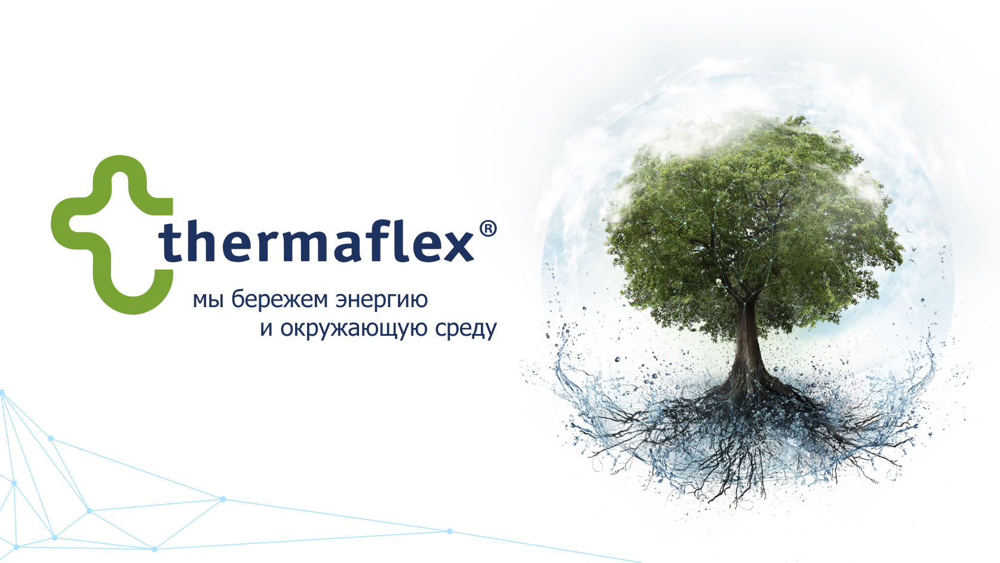 thermaflex®
мы бережем энергию
и окружающую среду